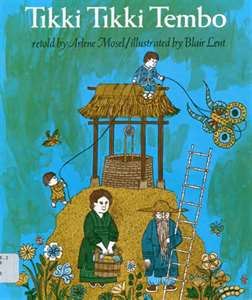 Tikki Tikki Tembo
retold by Arlene Mosel/illustrated by Blair Lent